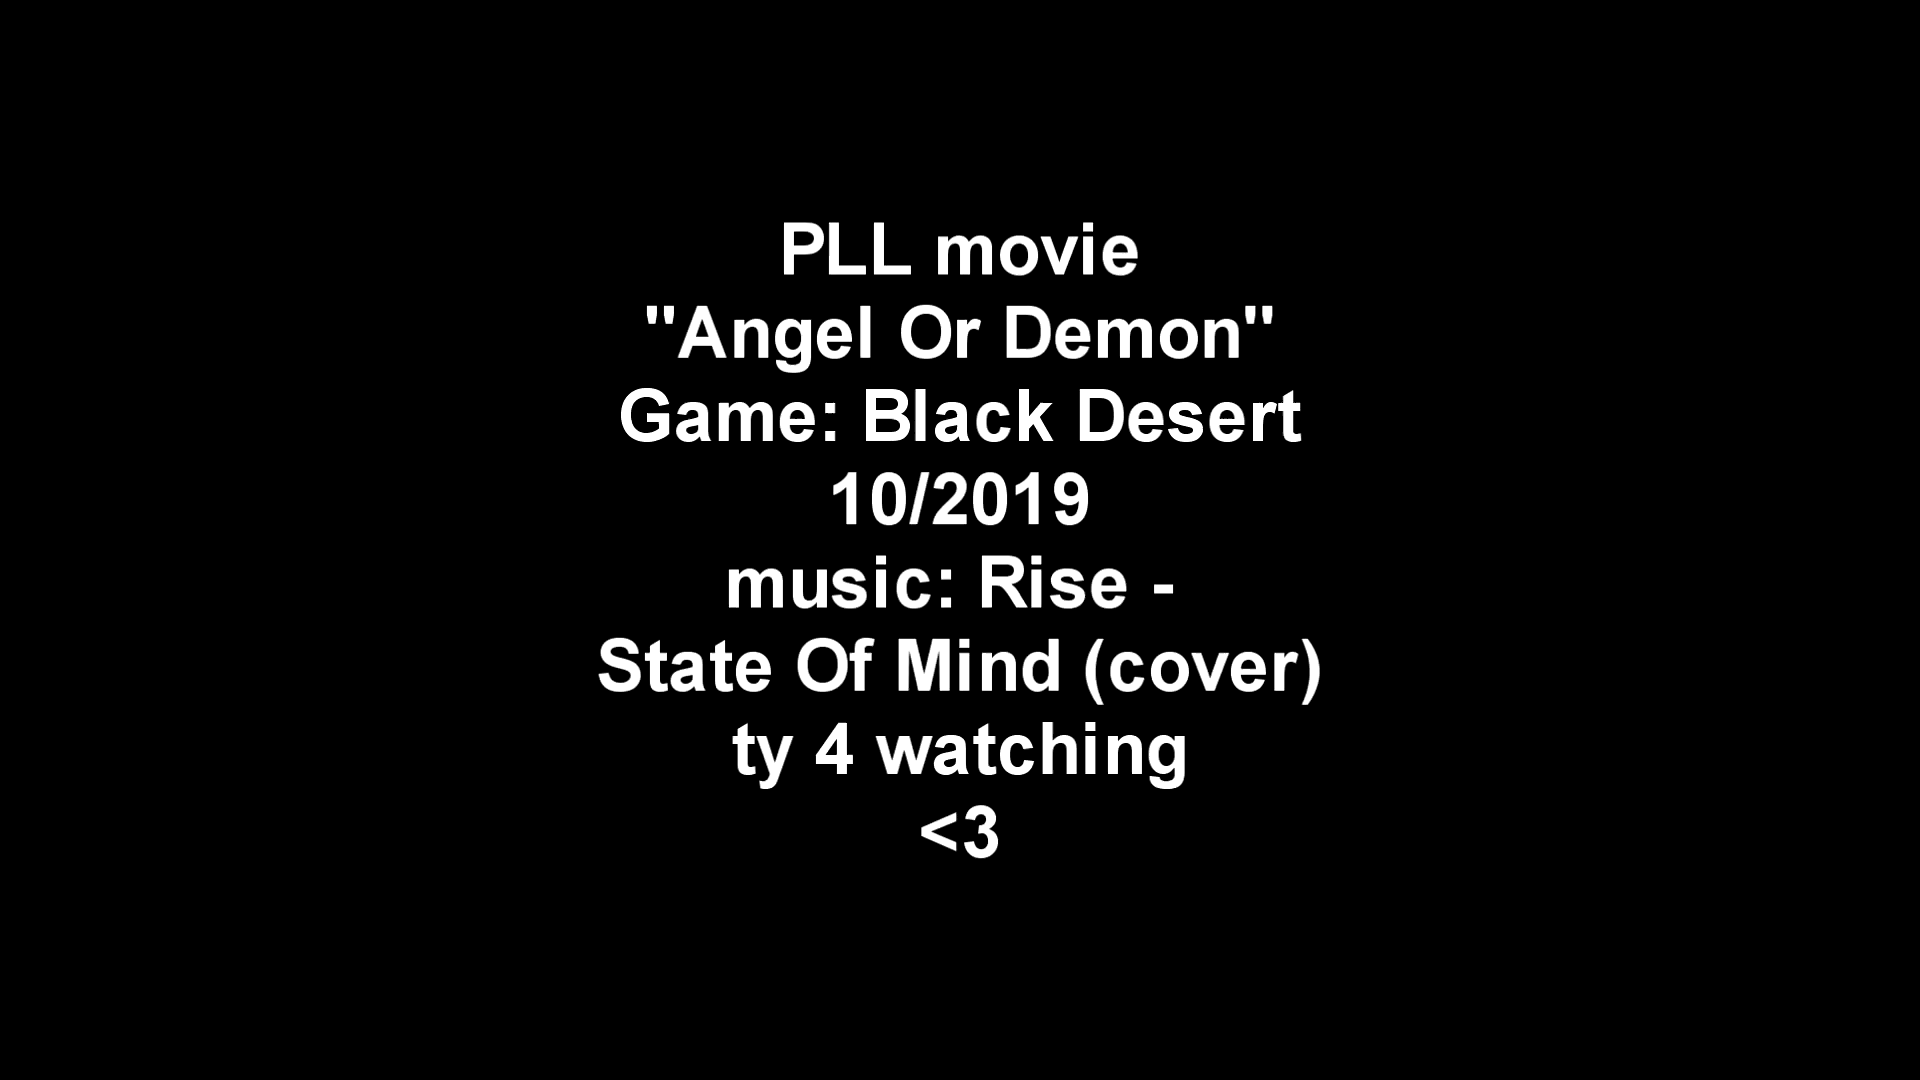 PLL movie
"Angel Or Demon"
Game: Black Desert
10/2019
music: Rise -
State Of Mind (cover)
ty 4 watching
<3